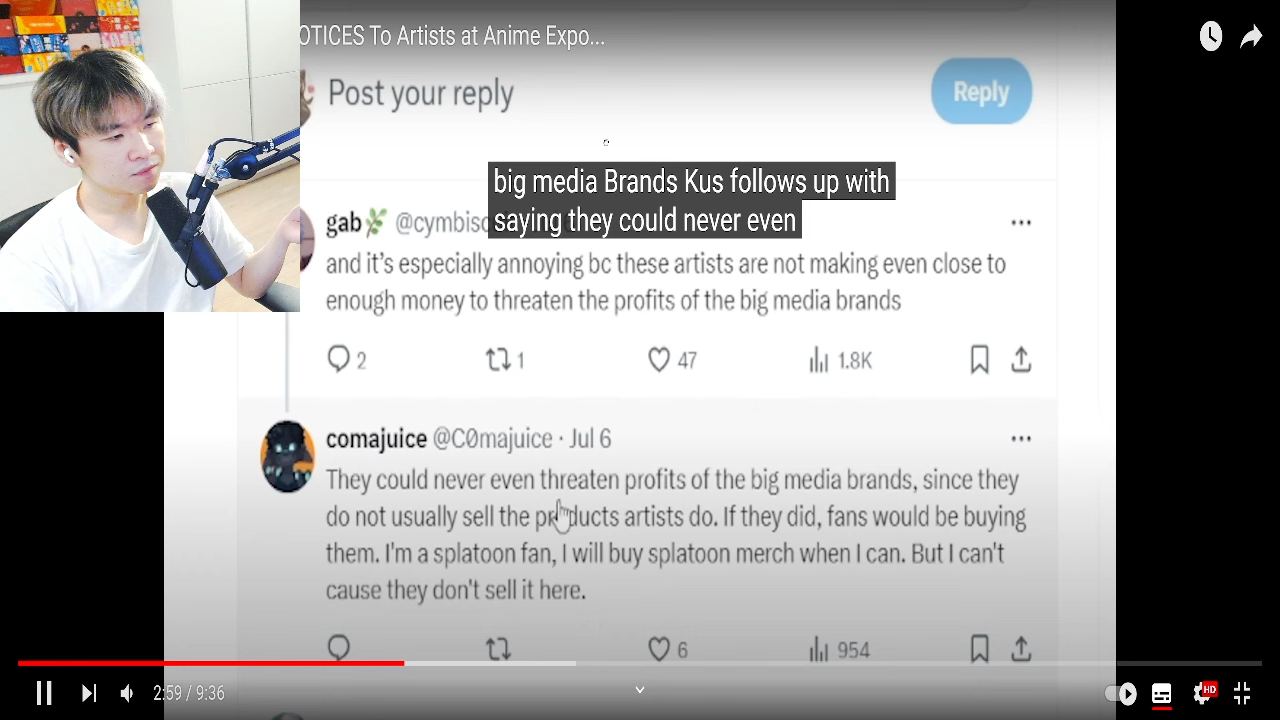 OTICES To Artists at Anime Expo...
Post your reply
Reply
big media Brands Kus follows up with
saying they could never even
gab🌿 @cymbisc
and it's especially annoying bc these artists are not making even close to
enough money to threaten the profits of the big media brands
2 1 47 1.8K
comajuice @C0majuice · Jul 6
They could never even threaten profits of the big media brands, since they
do not usually sell the products artists do. If they did, fans would be buying
them. I'm a splatoon fan, I will buy splatoon merch when I can. But I can't
cause they don't sell it here.
6 954
2:59 / 9:36
HD